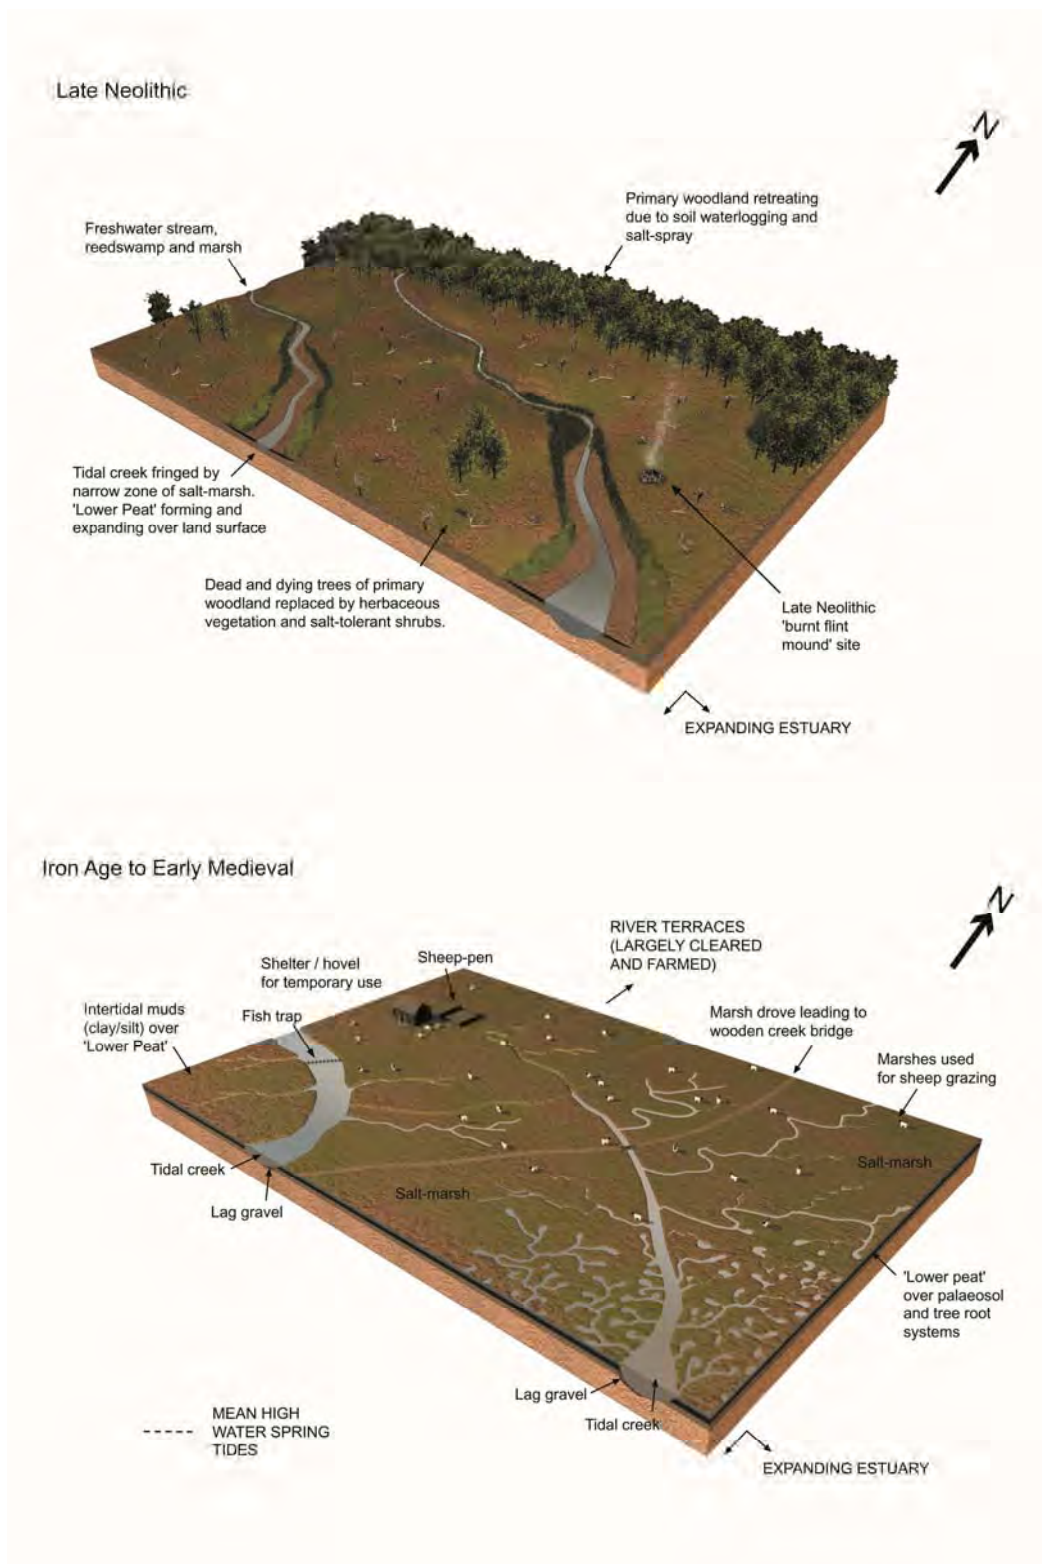 Late Neolithic
N
Primary woodland retreating
due to soil waterlogging and
salt-spray
Freshwater stream,
reedswamp and marsh
Tidal creek fringed by
narrow zone of salt-marsh.
'Lower Peat' forming and
expanding over land surface
Dead and dying trees of primary
woodland replaced by herbaceous
vegetation and salt-tolerant shrubs.
Late Neolithic
'burnt flint
mound' site
EXPANDING ESTUARY
Iron Age to Early Medieval
N
RIVER TERRACES
(LARGELY CLEARED
AND FARMED)
Sheep-pen
Shelter / hovel
for temporary use
Fish trap
Intertidal muds
(clay/silt) over
'Lower Peat'
Marsh drove leading to
wooden creek bridge
Marshes used
for sheep grazing
Tidal creek
Lag gravel
Salt-marsh
Salt-marsh
'Lower peat'
over palaeosol
and tree root
systems
Lag gravel
Tidal creek
MEAN HIGH
WATER SPRING
TIDES
EXPANDING ESTUARY